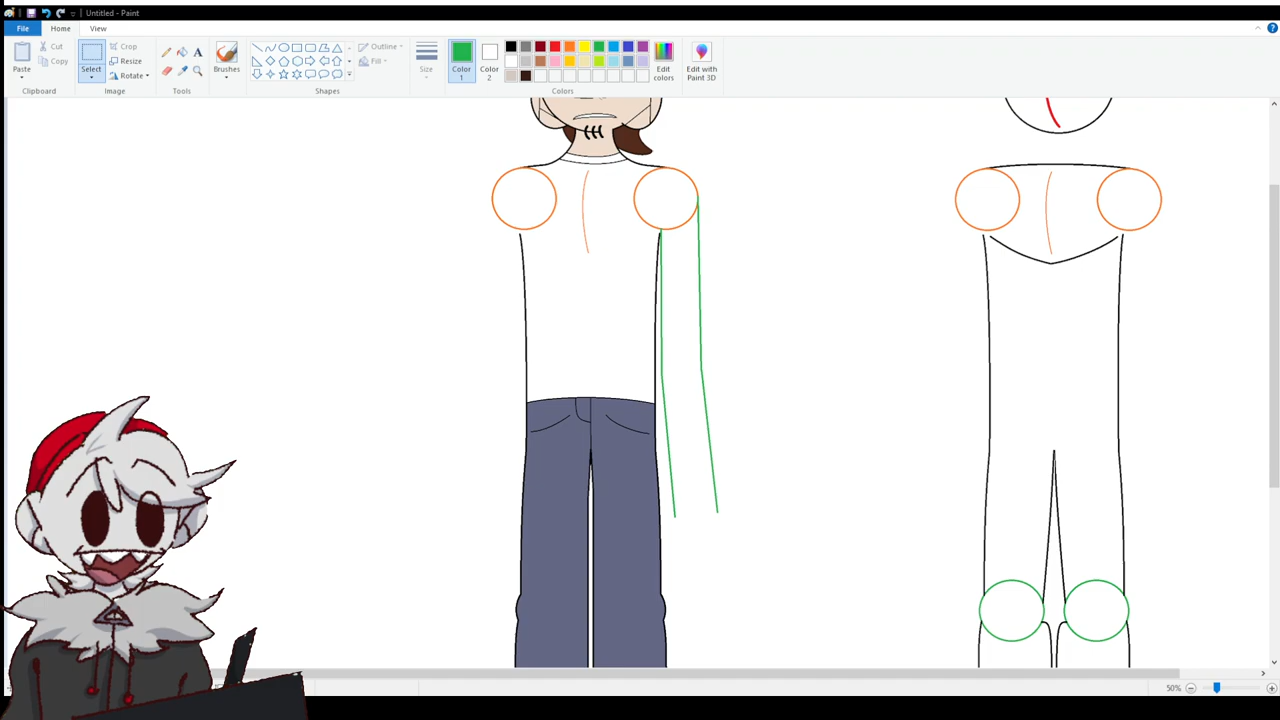 Untitled - Paint
File Home View
Paste
Cut
Copy
Clipboard
Select
Crop
Resize
Rotate
Image
A
Tools
Brushes
Outline
Fill
Shapes
Size
Color
1
Color
2
Edit
colors
Colors
Edit with
Paint 3D
50%